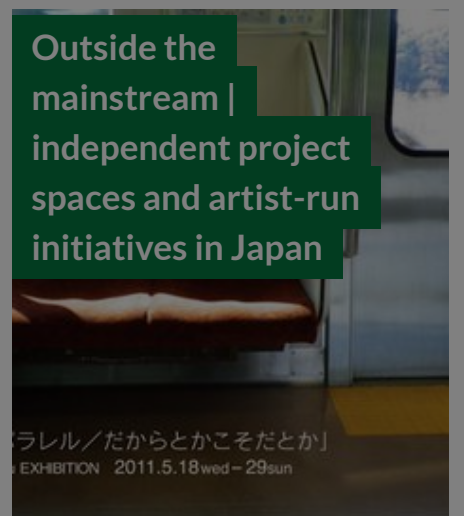 Outside the
mainstream |
independent project
spaces and artist-run
initiatives in Japan
ラレル／だからとかこそだとか」
EXHIBITION 2011.5.18wed－29sun